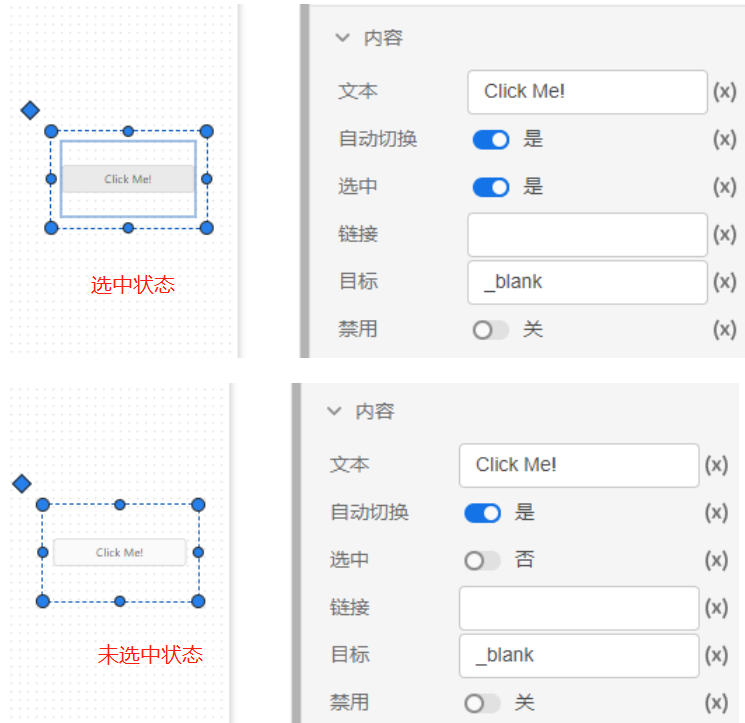 内容
文本 Click Me! (x)
自动切换 是 (x)
选中 是 (x)
链接 (x)
目标 _blank (x)
禁用 关 (x)
Click Me!
选中状态
内容
文本 Click Me! (x)
自动切换 是 (x)
选中 否 (x)
链接 (x)
目标 _blank (x)
禁用 关 (x)
Click Me!
未选中状态